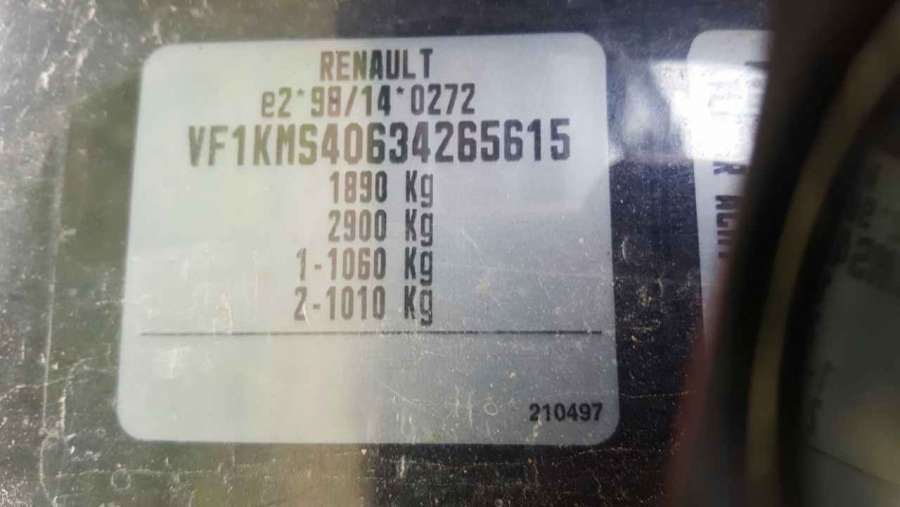 RENAULT
e2*98/14*0272
VF1KMS40634265615
1890 Kg
2900 Kg
1-1060 Kg
2-1010 Kg
210497